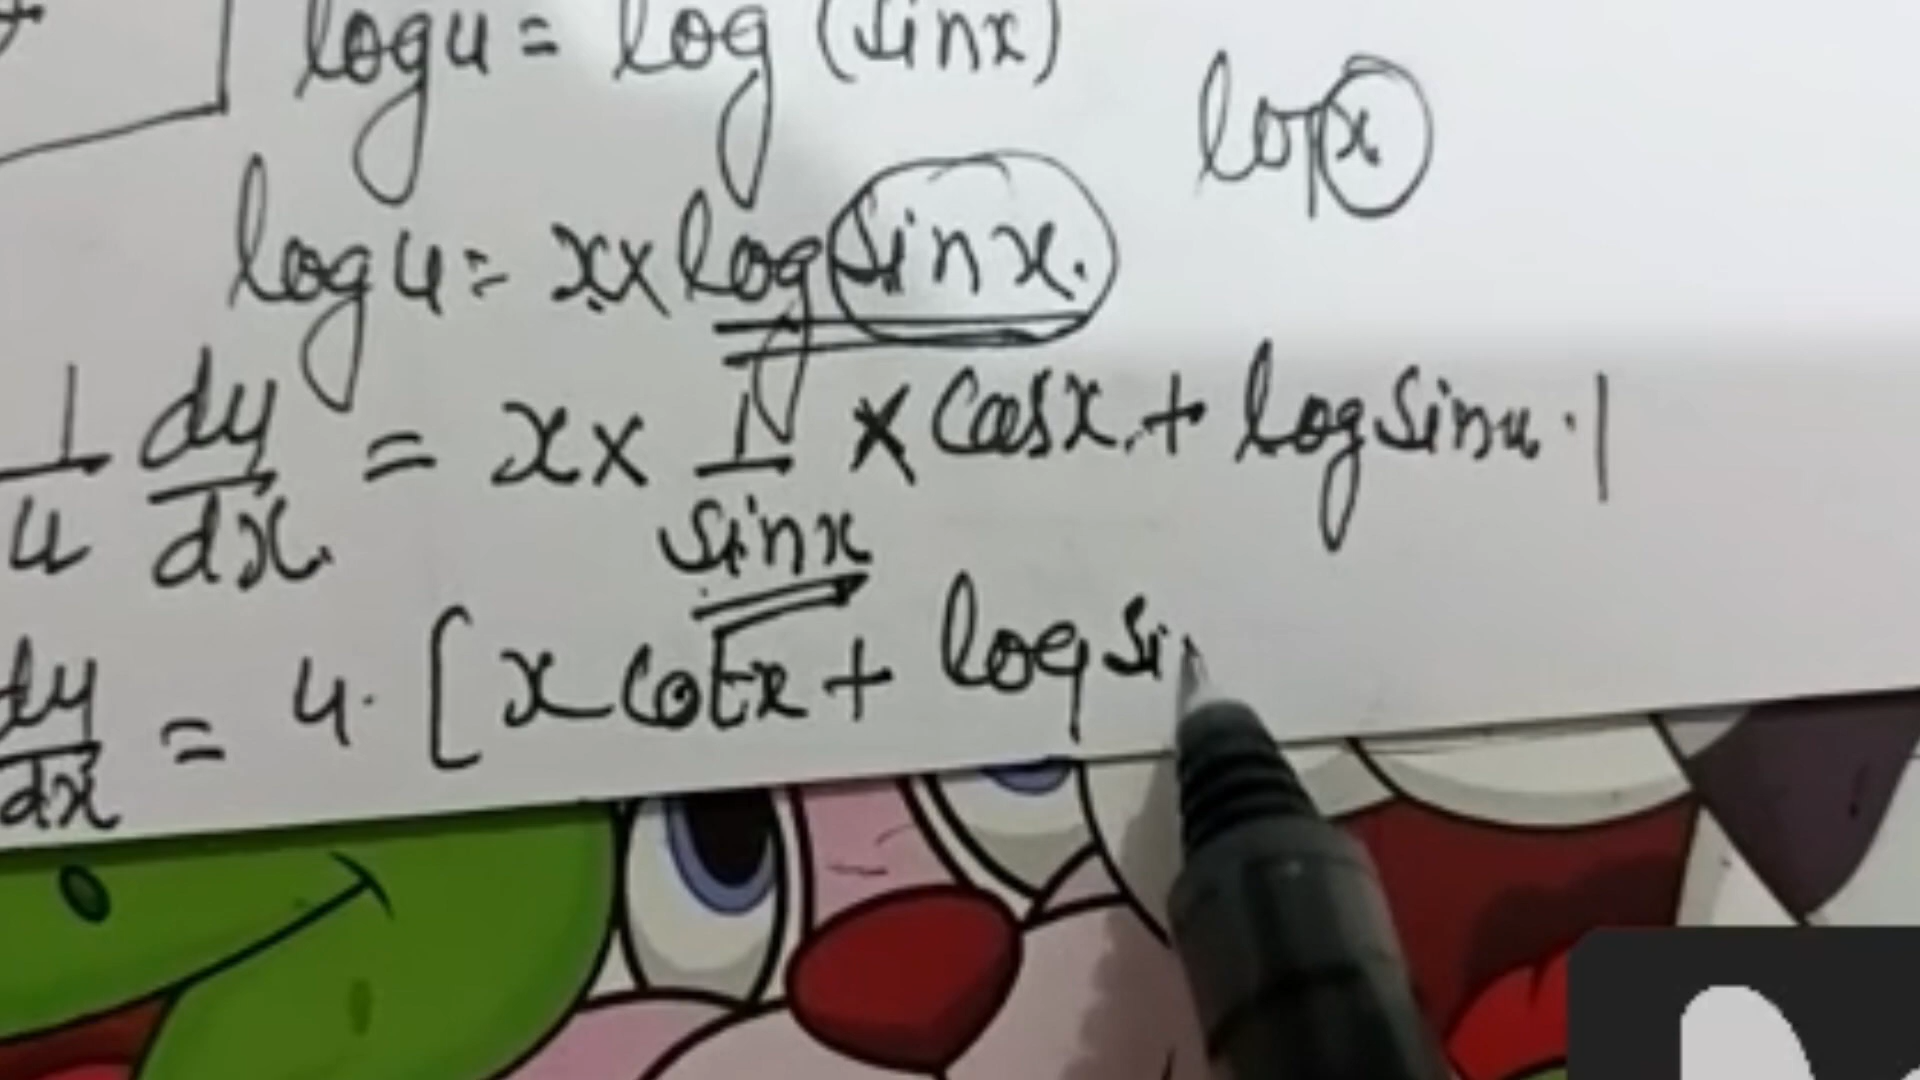 log u = log (sinx)
log x
log u = x x log sinx.
1/u dy/dx = x x 1/sinx x cosx + log sinx . 1
dy/dx = u . [ x cotx + log si